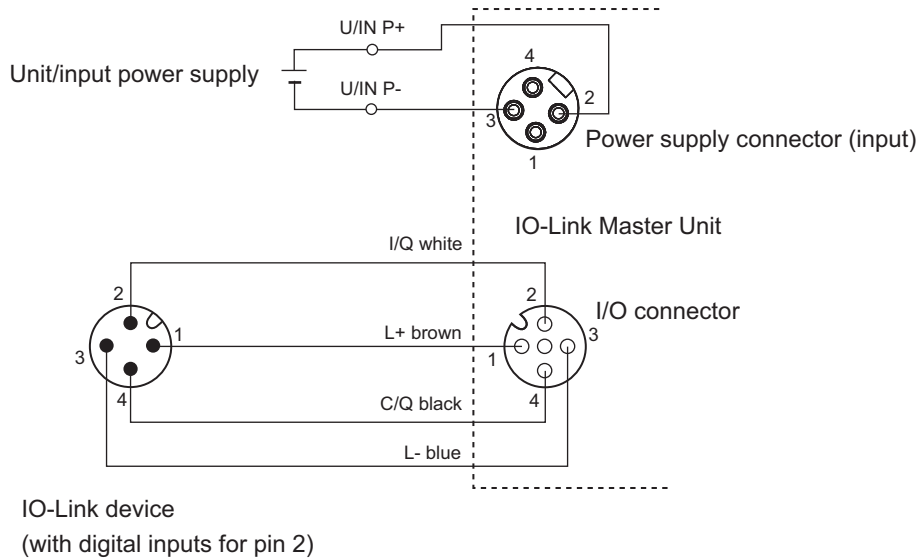 U/IN P+
Unit/input power supply
U/IN P-
4
2
3
1
Power supply connector (input)
IO-Link Master Unit
I/Q white
2
2
I/O connector
1
3
L+ brown
3
1
4
4
C/Q black
L- blue
IO-Link device
(with digital inputs for pin 2)